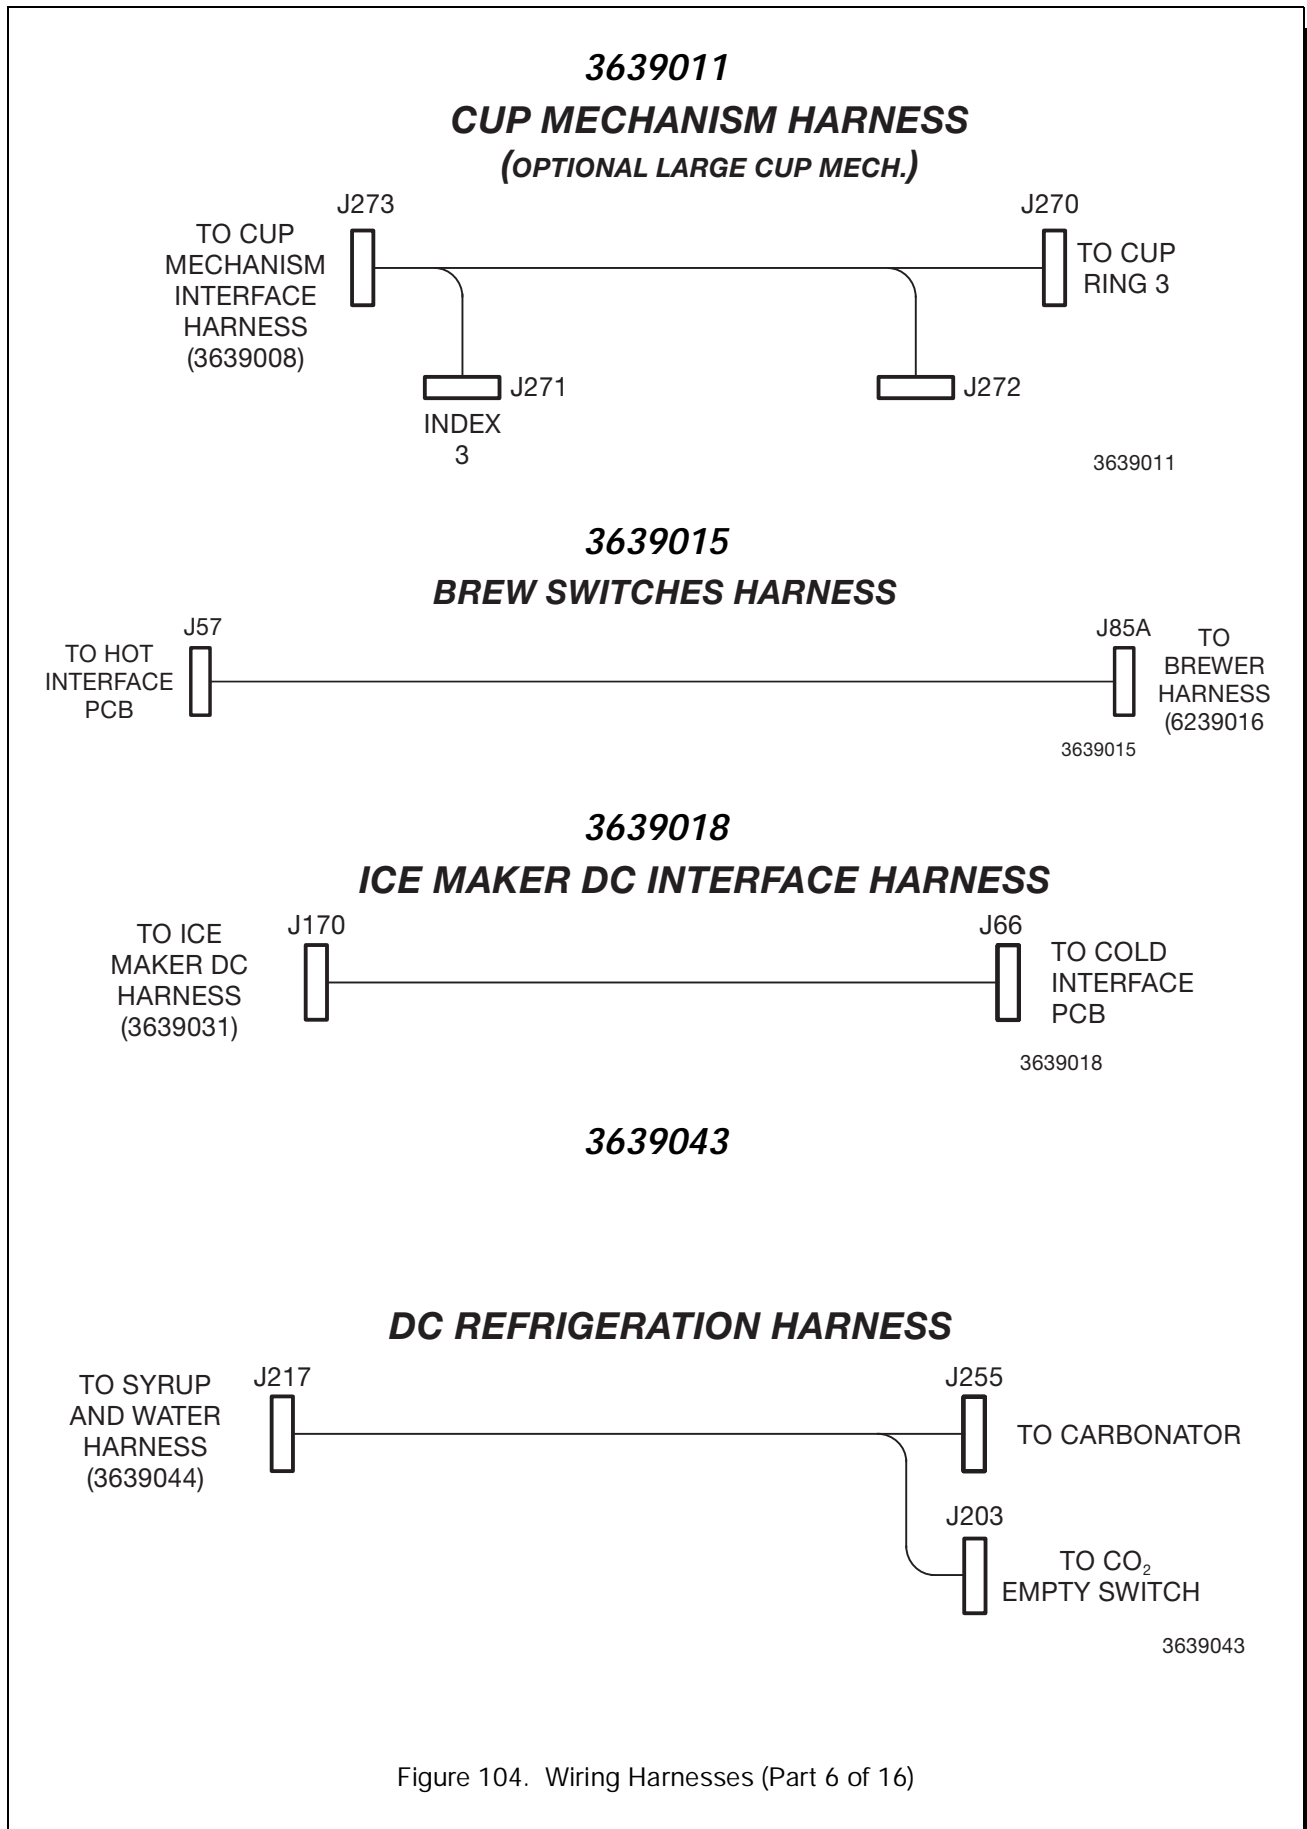 3639011
CUP MECHANISM HARNESS
(OPTIONAL LARGE CUP MECH.)
J273
J270
TO CUP
MECHANISM
INTERFACE
HARNESS
(3639008)
TO CUP
RING 3
J271
J272
INDEX
3
3639011
3639015
BREW SWITCHES HARNESS
J57
J85A
TO HOT
INTERFACE
PCB
TO
BREWER
HARNESS
(6239016
3639015
3639018
ICE MAKER DC INTERFACE HARNESS
J170
J66
TO ICE
MAKER DC
HARNESS
(3639031)
TO COLD
INTERFACE
PCB
3639018
3639043
DC REFRIGERATION HARNESS
J217
J255
TO SYRUP
AND WATER
HARNESS
(3639044)
TO CARBONATOR
J203
TO CO₂
EMPTY SWITCH
3639043
Figure 104. Wiring Harnesses (Part 6 of 16)